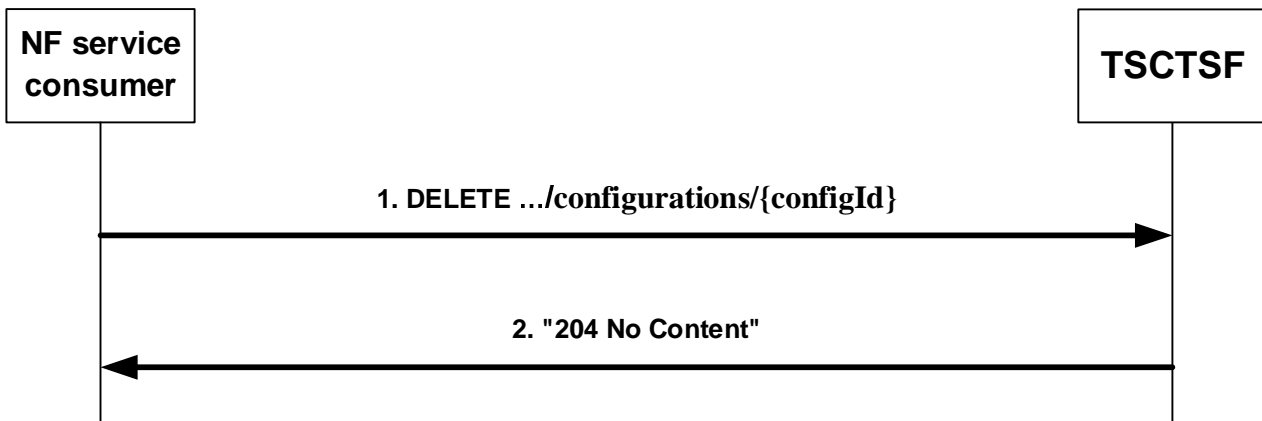 NF service
consumer
TSCTSF
1. DELETE …/configurations/{configId}
2. "204 No Content"